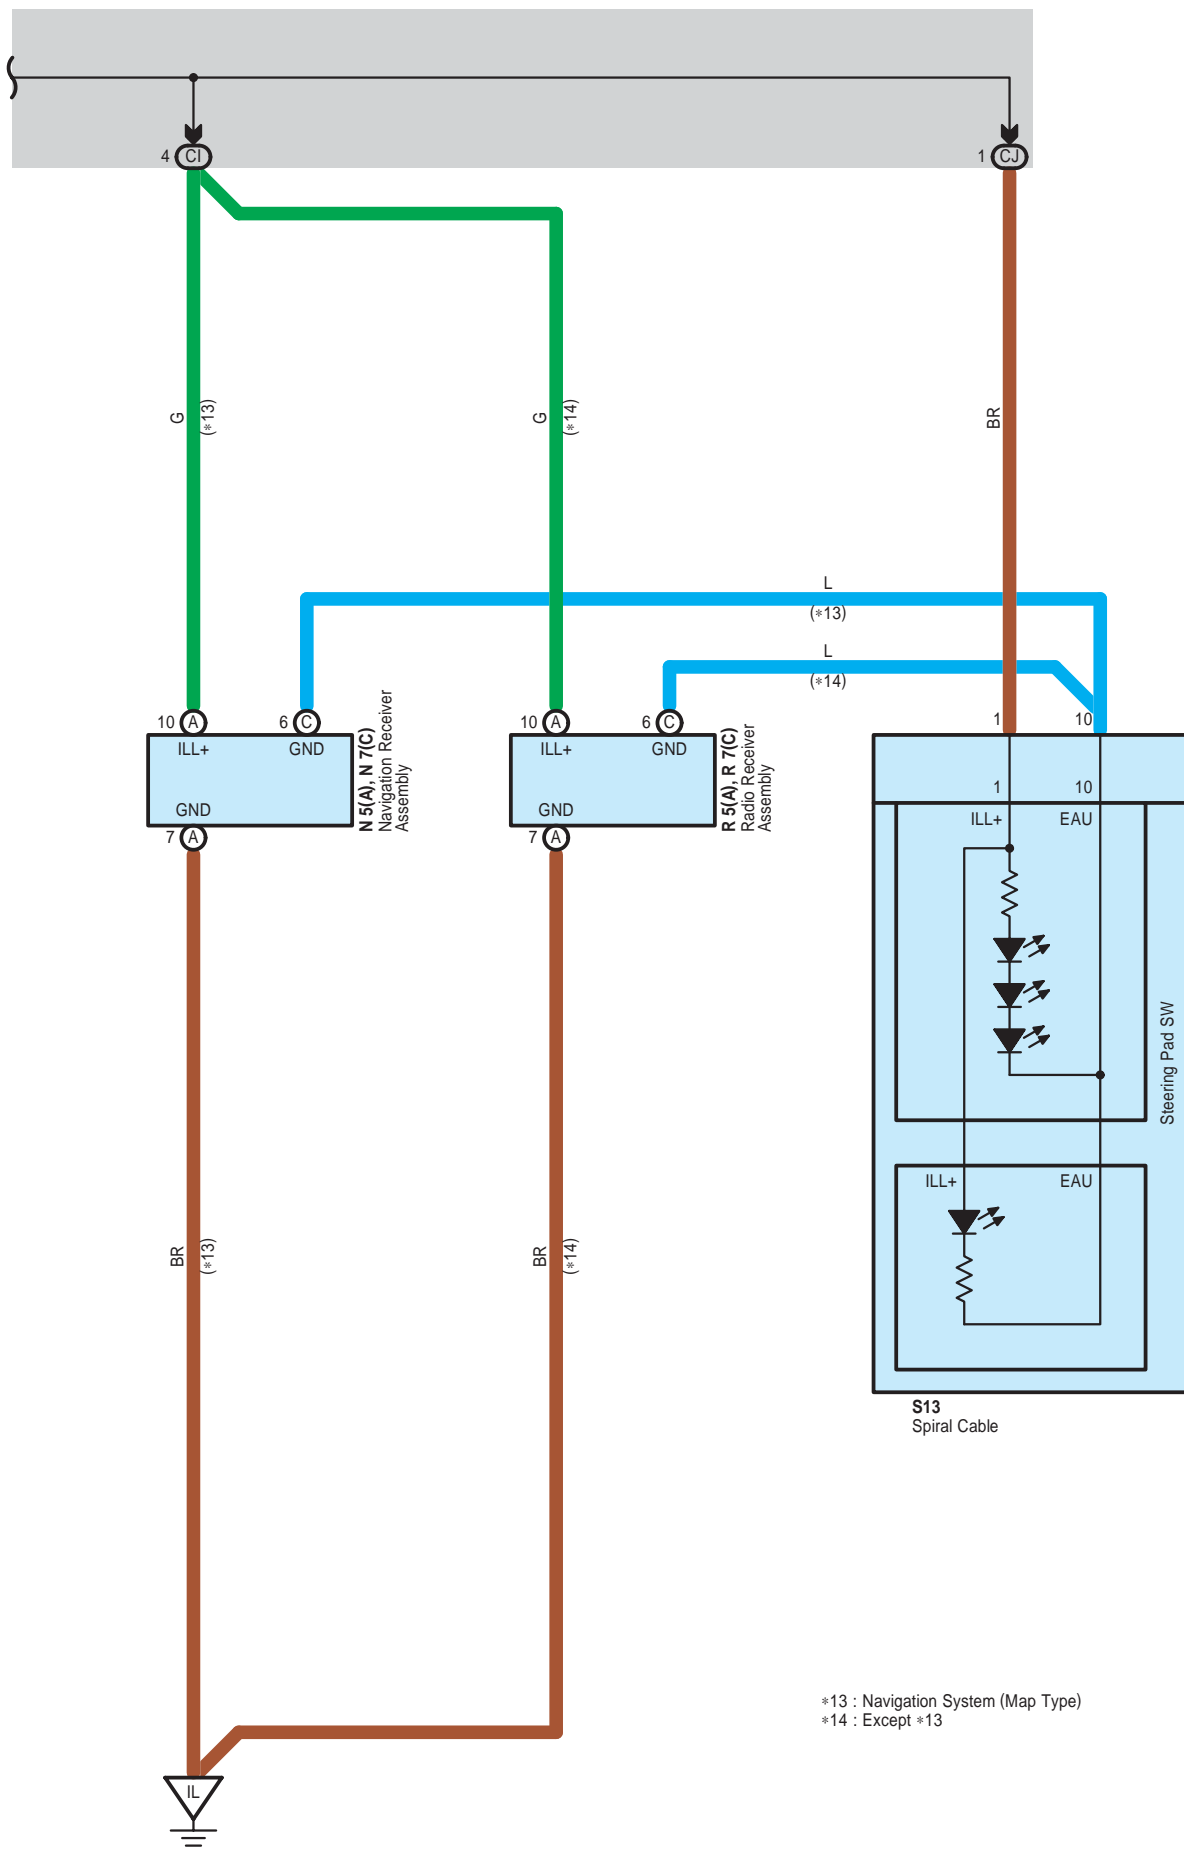 4 CI
1 CJ
G
(*13)
G
(*14)
BR
L
(*13)
L
(*14)
10 A
6 C
10 A
6 C
1
10
ILL+
GND
N 5(A), N 7(C)
Navigation Receiver
Assembly
ILL+
GND
R 5(A), R 7(C)
Radio Receiver
Assembly
GND
GND
7 A
7 A
1
10
ILL+
EAU
Steering Pad SW
ILL+
EAU
BR
(*13)
BR
(*14)
S13
Spiral Cable
*13 : Navigation System (Map Type)
*14 : Except *13
IL